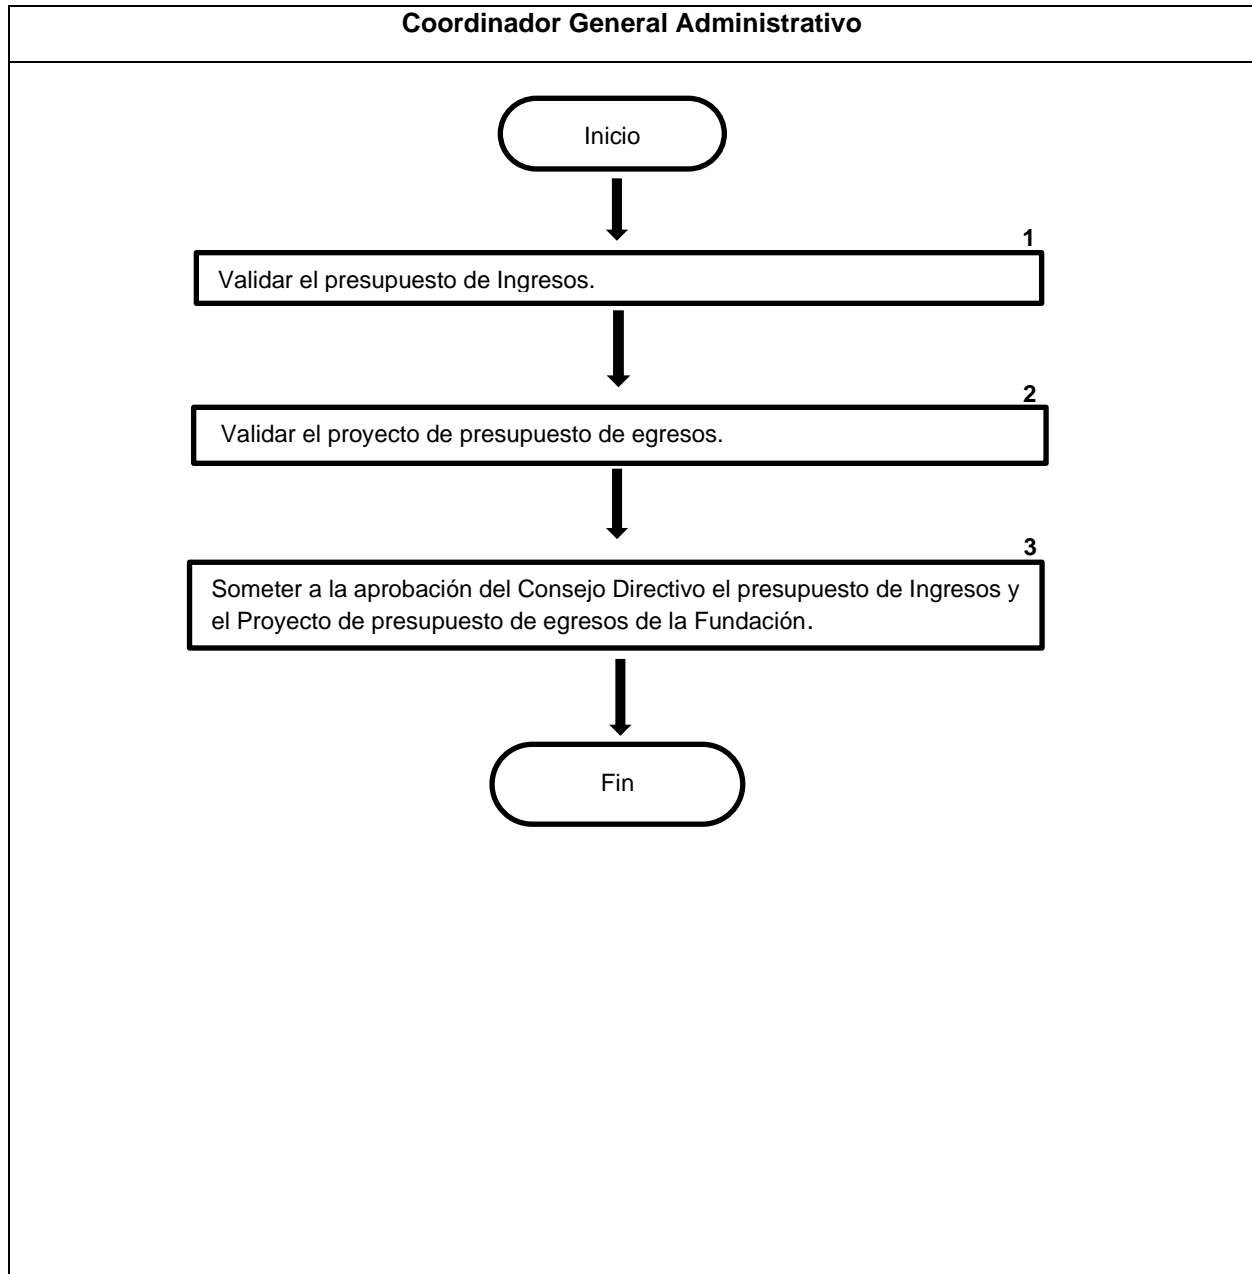 Coordinador General Administrativo
Inicio
1
Validar el presupuesto de Ingresos.
2
Validar el proyecto de presupuesto de egresos.
3
Someter a la aprobación del Consejo Directivo el presupuesto de Ingresos y
el Proyecto de presupuesto de egresos de la Fundación.
Fin